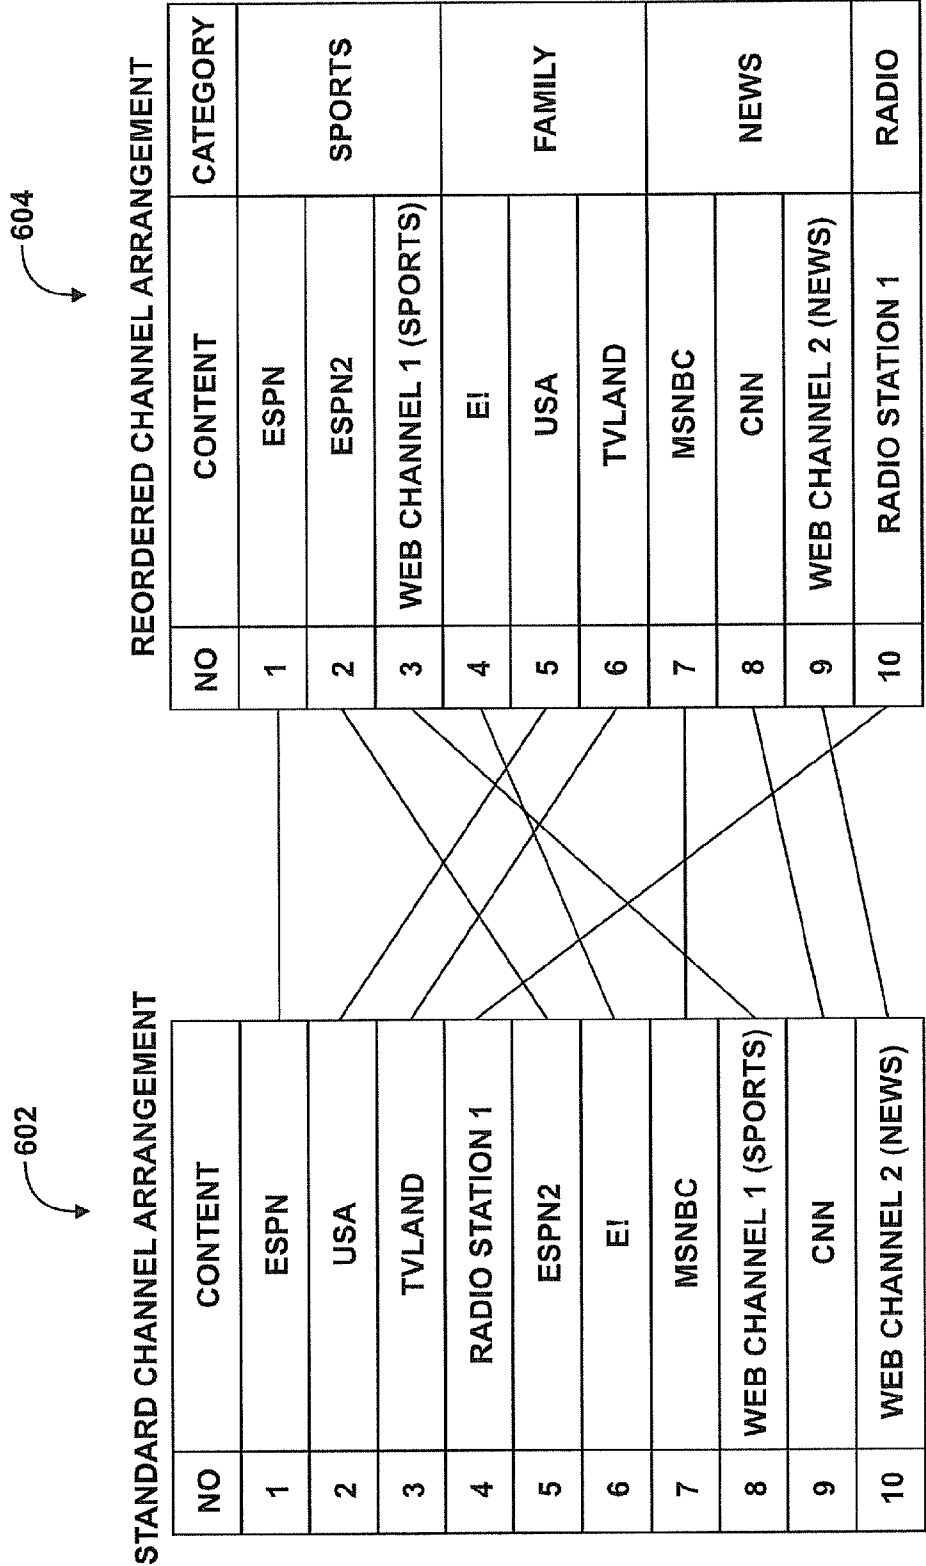 602
STANDARD CHANNEL ARRANGEMENT
NO CONTENT
1 ESPN
2 USA
3 TVLAND
4 RADIO STATION 1
5 ESPN2
6 E!
7 MSNBC
8 WEB CHANNEL 1 (SPORTS)
9 CNN
10 WEB CHANNEL 2 (NEWS)
604
REORDERED CHANNEL ARRANGEMENT
NO CONTENT CATEGORY
1 ESPN
2 ESPN2 SPORTS
3 WEB CHANNEL 1 (SPORTS)
4 E!
5 USA FAMILY
6 TVLAND
7 MSNBC
8 CNN NEWS
9 WEB CHANNEL 2 (NEWS)
10 RADIO STATION 1 RADIO